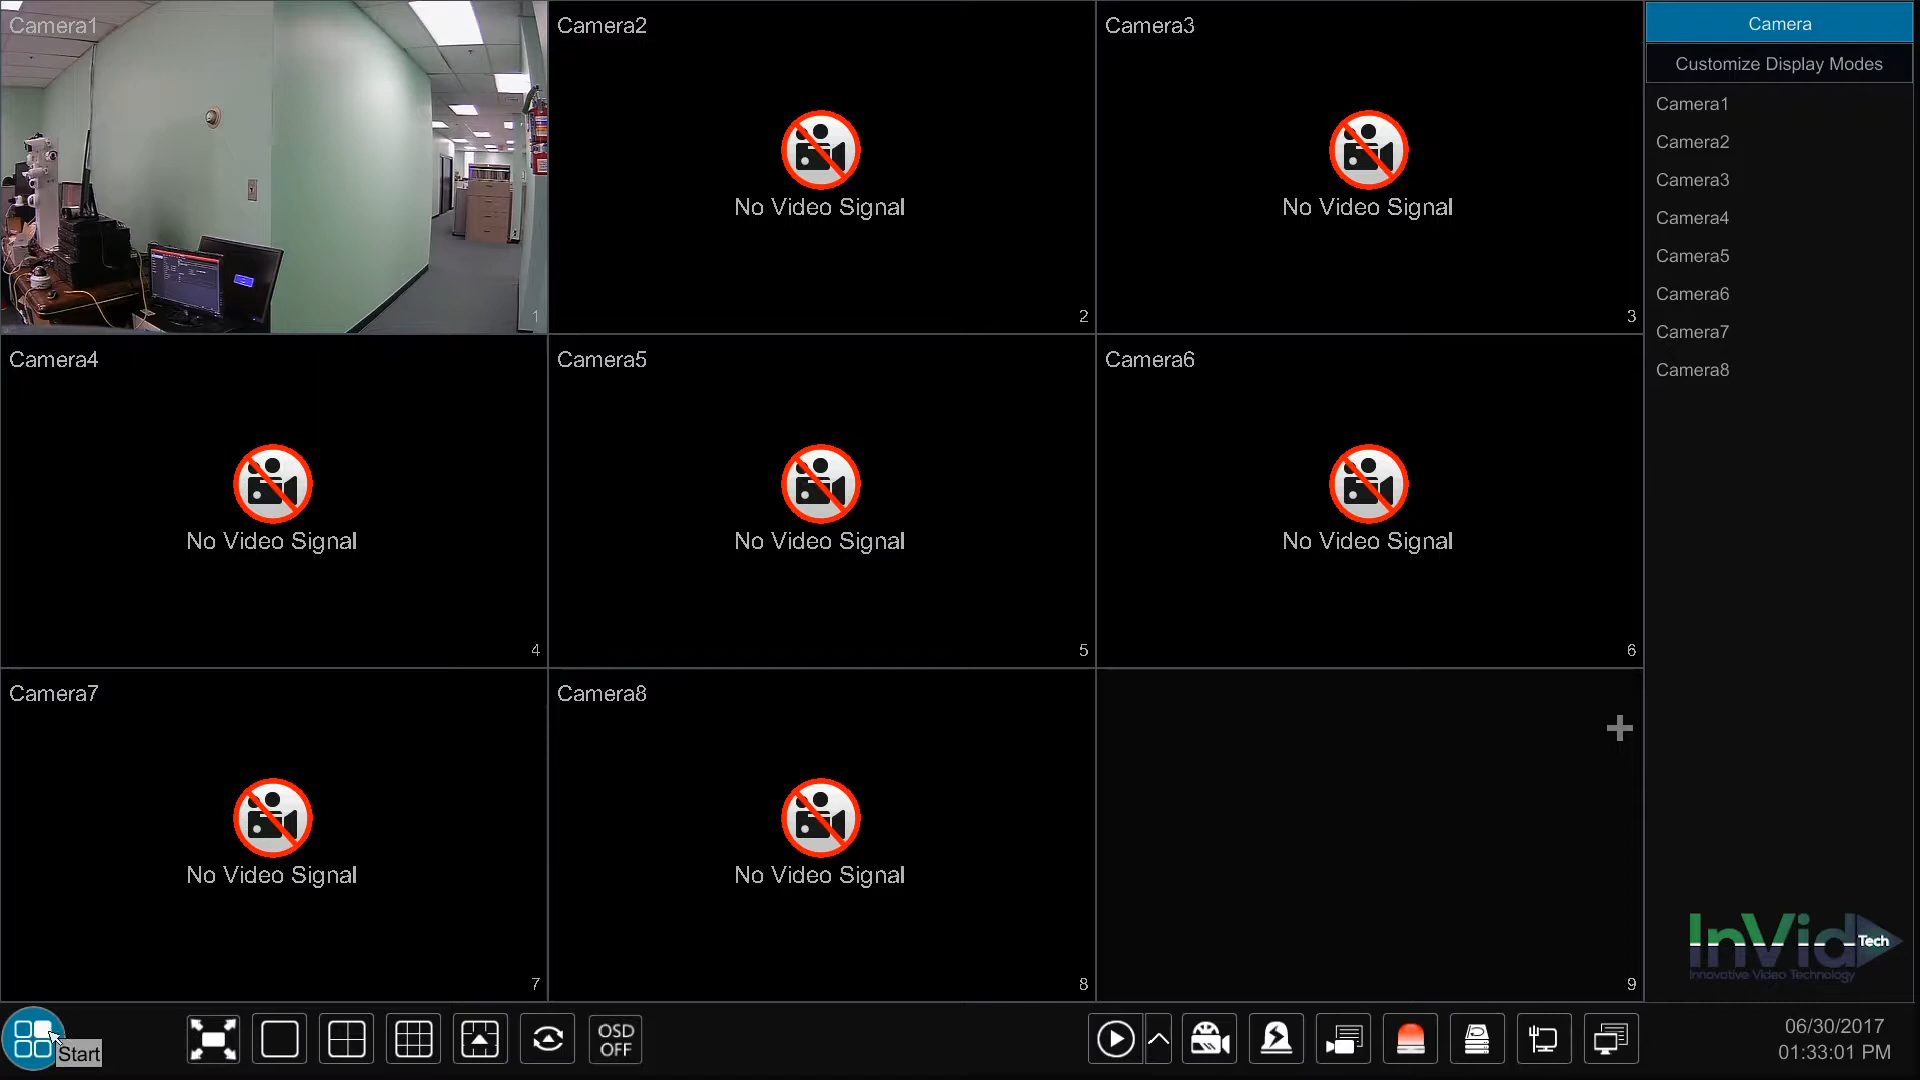 Camera1
Camera2
Camera3
Camera
Customize Display Modes
Camera1
Camera2
Camera3
Camera4
Camera5
Camera6
Camera7
Camera8
No Video Signal
No Video Signal
1
2
3
Camera4
Camera5
Camera6
No Video Signal
No Video Signal
No Video Signal
4
5
6
Camera7
Camera8
No Video Signal
No Video Signal
7
8
9
InVid Tech
Innovative Video Technology
Start
OSD
OFF
06/30/2017
01:33:01 PM